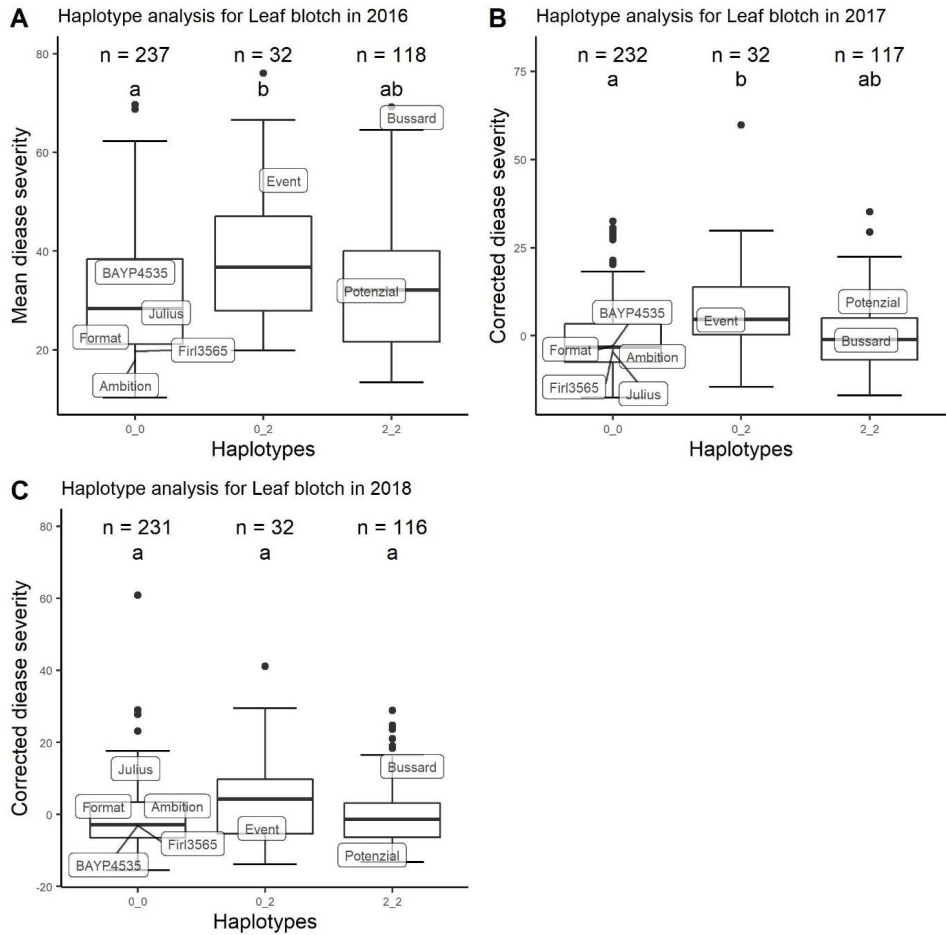 A Haplotype analysis for Leaf blotch in 2016
n = 237 n = 32 n = 118
a b ab
80
60
40
20
Mean diease severity
Bussard
Event
BAYP4535
Potenzial
Julius
Format
Firl3565
Ambition
0_0 0_2 2_2
Haplotypes
B Haplotype analysis for Leaf blotch in 2017
n = 232 n = 32 n = 117
a b ab
75
50
25
0
Corrected diease severity
BAYP4535
Potenzial
Event
Format
Bussard
Ambition
Firl3565
Julius
0_0 0_2 2_2
Haplotypes
C Haplotype analysis for Leaf blotch in 2018
n = 231 n = 32 n = 116
a a a
80
60
40
20
0
-20
Corrected diease severity
Julius
Bussard
Format
Ambition
Event
Firl3565
Potenzial
BAYP4535
0_0 0_2 2_2
Haplotypes